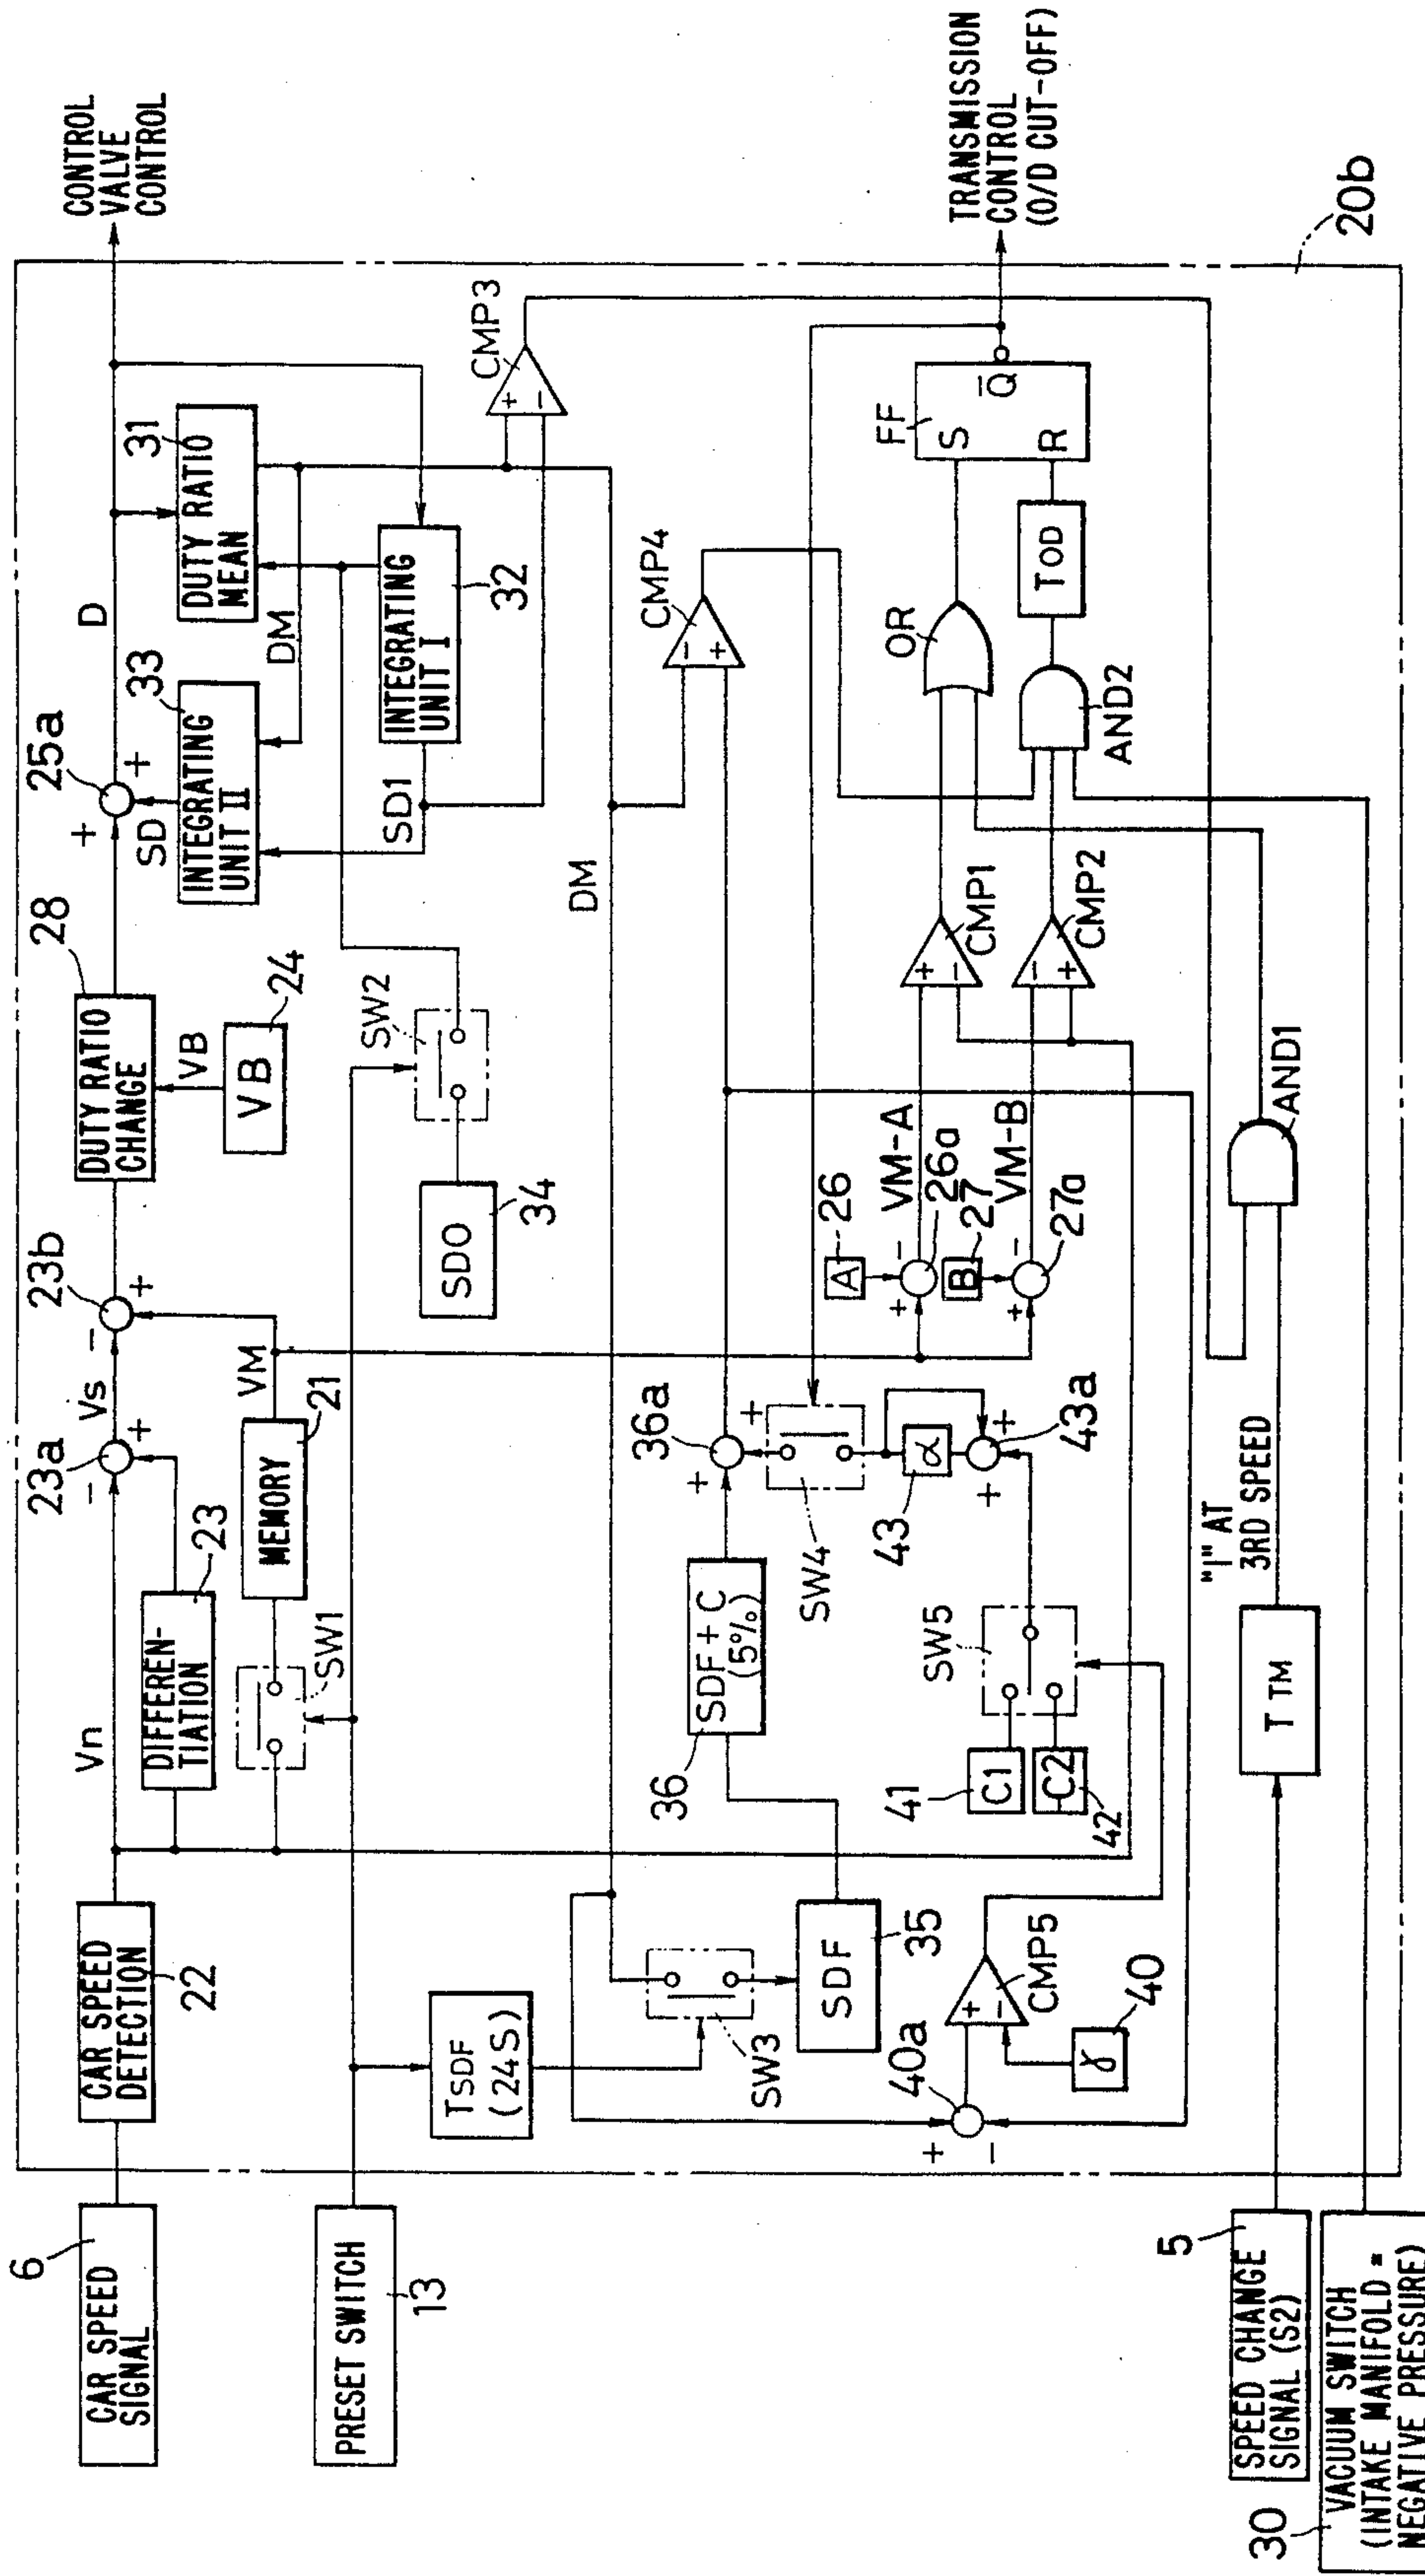 6
CAR SPEED
SIGNAL
CAR SPEED
DETECTION
22
Vn
DIFFEREN-
TIATION
23
23a
-
+
Vs
23b
-
+
DUTY RATIO
CHANGE
28
VB
VB
24
25a
+
+
SD
D
INTEGRATING
UNIT II
33
DUTY RATIO
MEAN
31
DM
INTEGRATING
UNIT I
32
SD1
CONTROL
VALVE
CONTROL
SW1
MEMORY
21
VM
PRESET SWITCH
13
SDO
34
SW2
CMP3
+
-
TSDF
(24S)
SW3
SDF
35
DM
SDF + C
(5%)
36
36a
+
+
SW4
CMP4
-
+
43
α
43a
+
+
40a
+
-
CMP5
+
-
γ
40
41
C1
C2
42
SW5
A
26
VM-A
26a
+
-
B
27
VM-B
27a
+
-
CMP1
+
-
CMP2
-
+
OR
AND2
TOD
FF
S
R
Q̄
TRANSMISSION
CONTROL
(O/D CUT-OFF)
5
SPEED CHANGE
SIGNAL (S2)
T TM
"1" AT
3RD SPEED
AND1
20b
30
VACUUM SWITCH
(INTAKE MANIFOLD =
NEGATIVE PRESSURE)